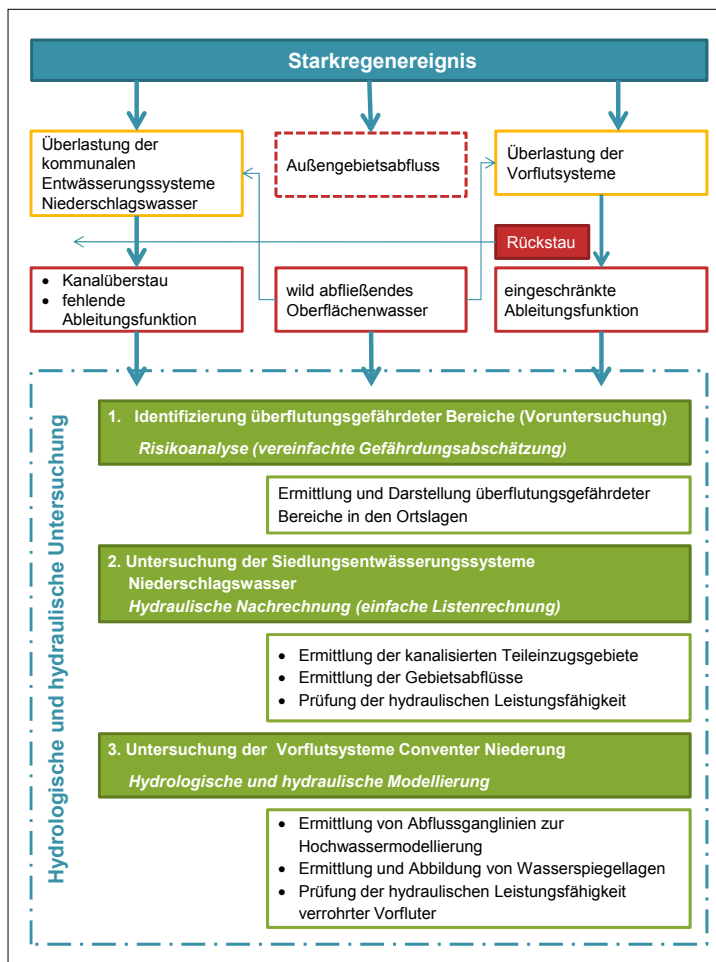 Starkregenereignis
Überlastung der
kommunalen
Entwässerungssysteme
Niederschlagswasser
Außengebietsabfluss
Überlastung der
Vorflutsysteme
Rückstau
• Kanalüberstau
• fehlende
Ableitungsfunktion
wild abfließendes
Oberflächenwasser
eingeschränkte
Ableitungsfunktion
Hydrologische und hydraulische Untersuchung
1. Identifizierung überflutungsgefährdeter Bereiche (Voruntersuchung)
Risikoanalyse (vereinfachte Gefährdungsabschätzung)
Ermittlung und Darstellung überflutungsgefährdeter
Bereiche in den Ortslagen
2. Untersuchung der Siedlungsentwässerungssysteme
Niederschlagswasser
Hydraulische Nachrechnung (einfache Listenrechnung)
• Ermittlung der kanalisierten Teileinzugsgebiete
• Ermittlung der Gebietsabflüsse
• Prüfung der hydraulischen Leistungsfähigkeit
3. Untersuchung der Vorflutsysteme Conventer Niederung
Hydrologische und hydraulische Modellierung
• Ermittlung von Abflussganglinien zur
Hochwassermodellierung
• Ermittlung und Abbildung von Wasserspiegellagen
• Prüfung der hydraulischen Leistungsfähigkeit
verrohrter Vorfluter